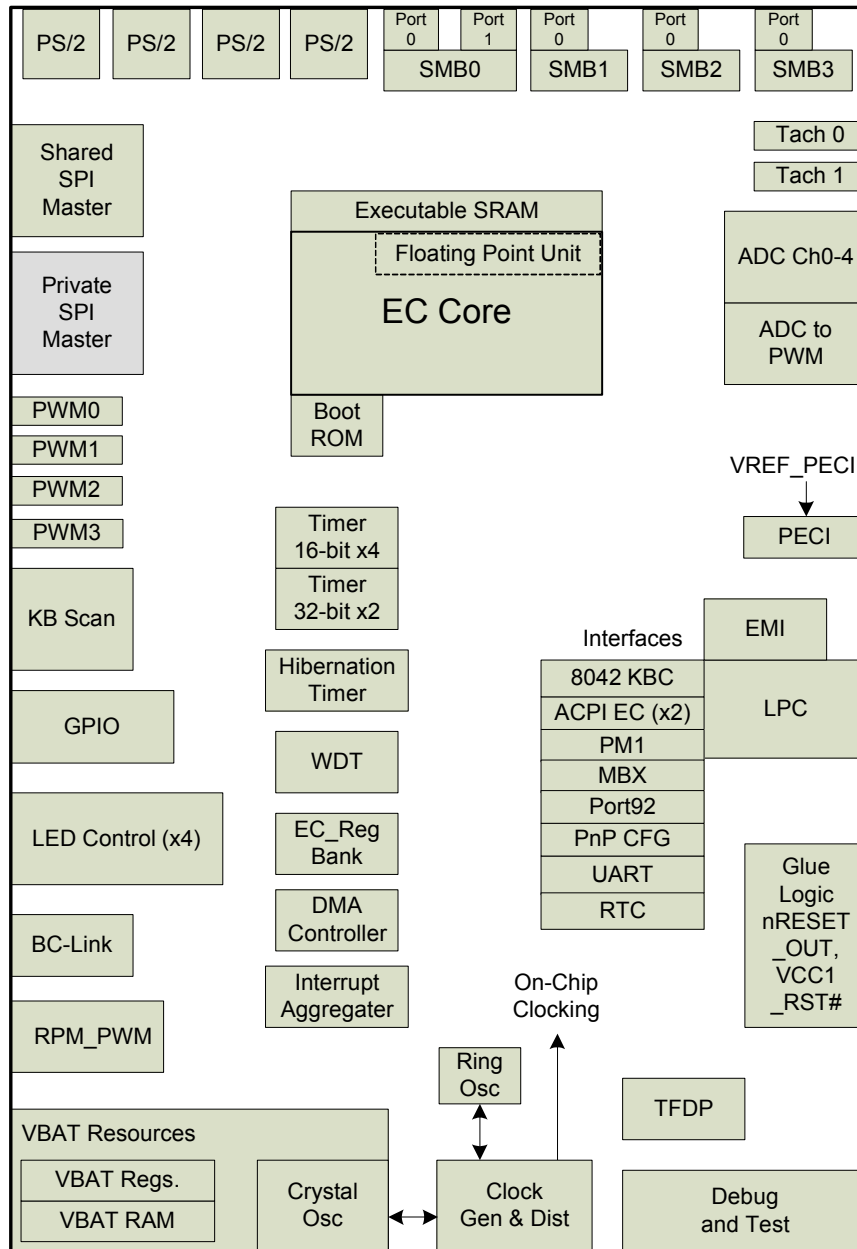 PS/2
PS/2
PS/2
PS/2
Port
0
Port
1
SMB0
Port
0
SMB1
Port
0
SMB2
Port
0
SMB3
Shared
SPI
Master
Private
SPI
Master
PWM0
PWM1
PWM2
PWM3
KB Scan
GPIO
LED Control (x4)
BC-Link
RPM_PWM
Executable SRAM
Floating Point Unit
EC Core
Boot
ROM
Timer
16-bit x4
Timer
32-bit x2
Hibernation
Timer
WDT
EC_Reg
Bank
DMA
Controller
Interrupt
Aggregater
Tach 0
Tach 1
ADC Ch0-4
ADC to
PWM
VREF_PECI
PECI
EMI
Interfaces
8042 KBC
ACPI EC (x2)
PM1
MBX
Port92
PnP CFG
UART
RTC
LPC
Glue
Logic
nRESET
_OUT,
VCC1
_RST#
On-Chip
Clocking
Ring
Osc
TFDP
VBAT Resources
VBAT Regs.
VBAT RAM
Crystal
Osc
Clock
Gen & Dist
Debug
and Test